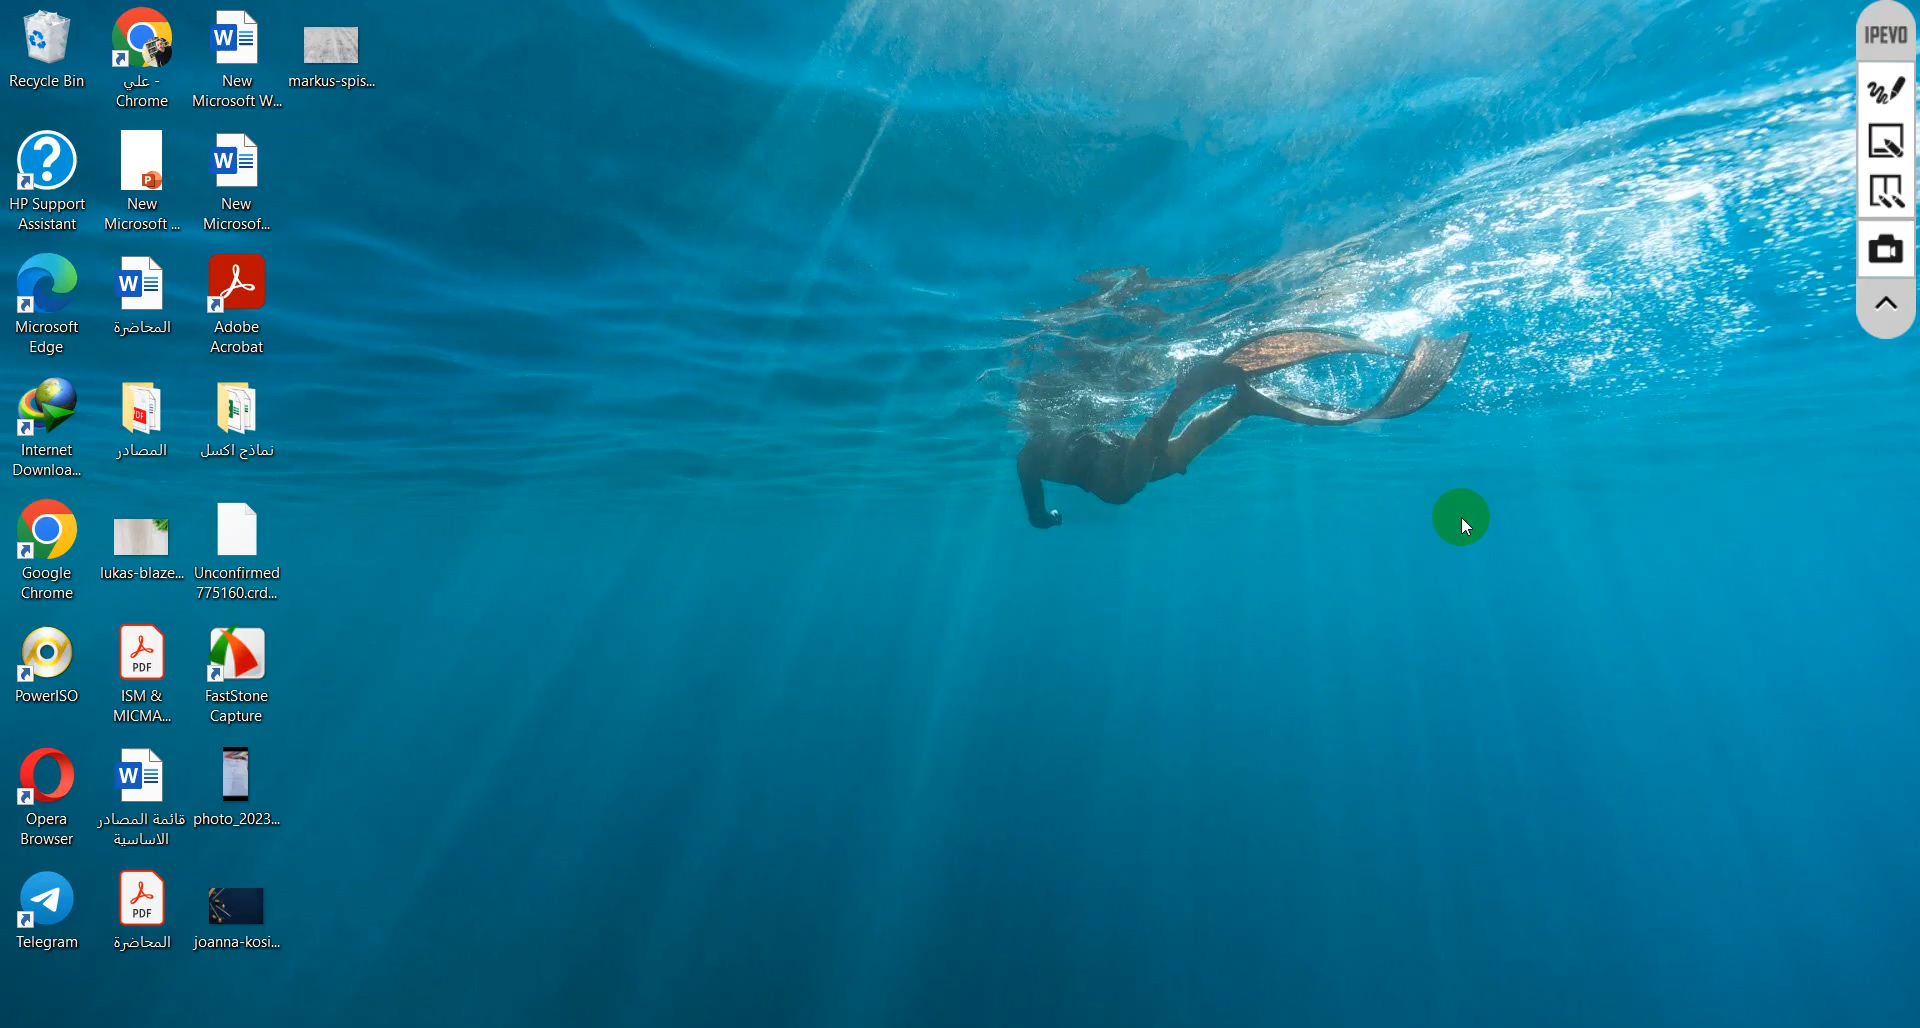 Recycle Bin
علي -
Chrome
New
Microsoft W...
markus-spis...
HP Support
Assistant
New
Microsoft ...
New
Microsof...
Microsoft
Edge
المحاضرة
Adobe
Acrobat
Internet
Downloa...
المصادر
نماذج اكسل
Google
Chrome
lukas-blaze...
Unconfirmed
775160.crd...
PowerISO
PDF
ISM &
MICMA...
FastStone
Capture
Opera
Browser
قائمة المصادر
الاساسية
photo_2023...
Telegram
PDF
المحاضرة
joanna-kosi...
IPEVO